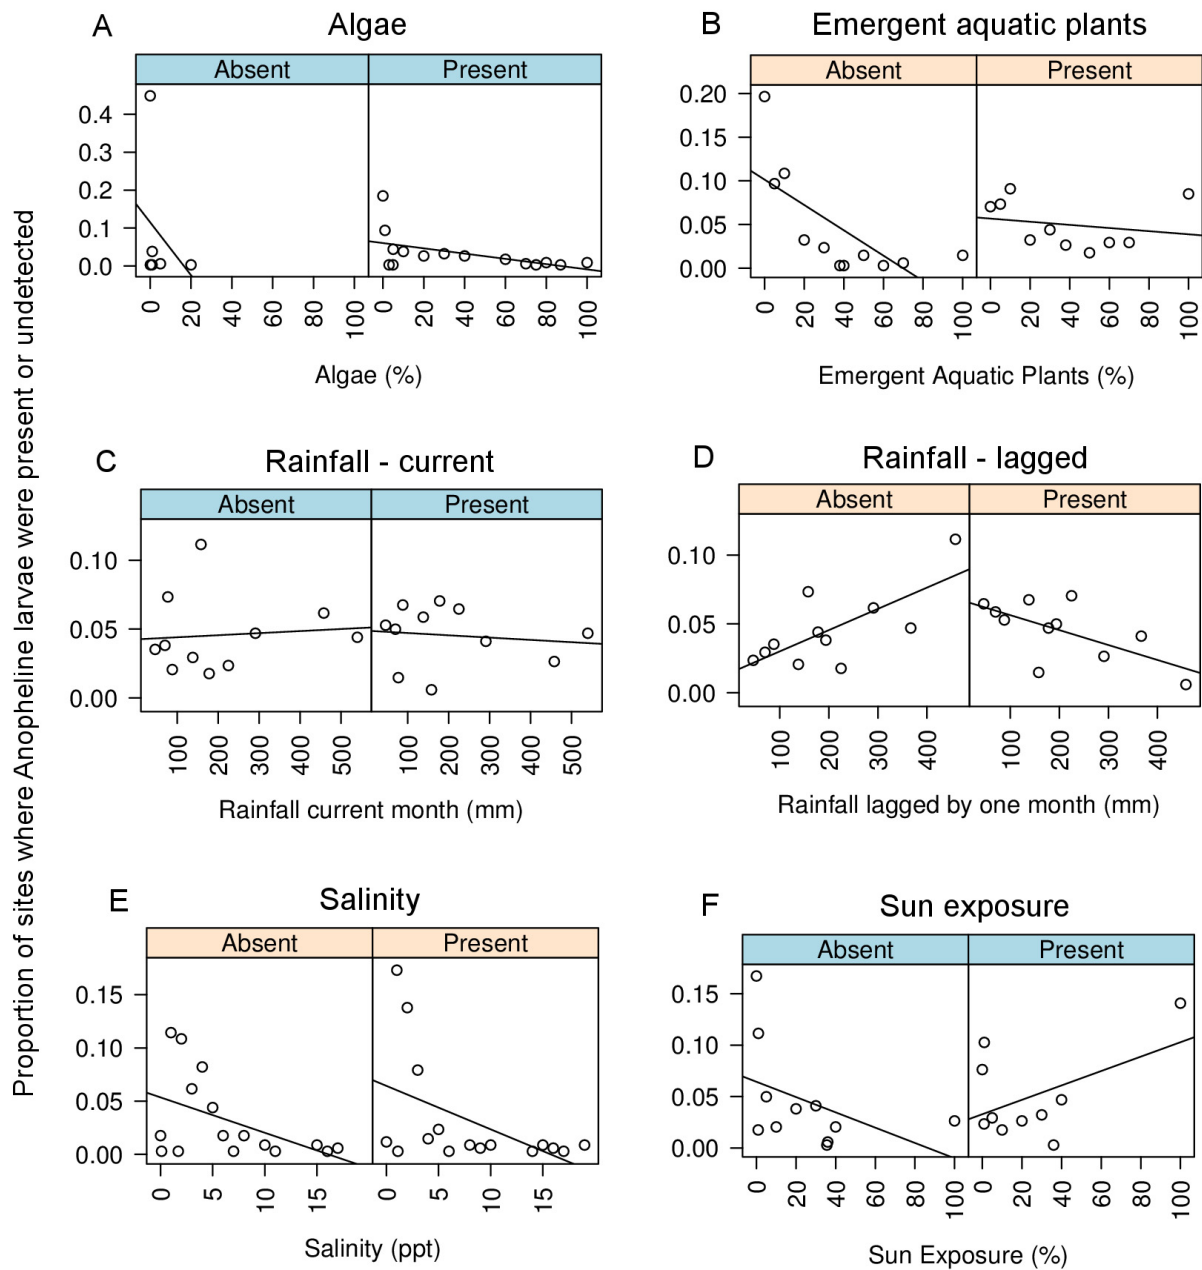 Proportion of sites where Anopheline larvae were present or undetected
A
Algae
Absent
Present
0.4
0.3
0.2
0.1
0.0
0
20
40
60
80
100
0
20
40
60
80
100
Algae (%)
B
Emergent aquatic plants
Absent
Present
0.20
0.15
0.10
0.05
0.00
0
20
40
60
80
100
0
20
40
60
80
100
Emergent Aquatic Plants (%)
C
Rainfall - current
Absent
Present
0.10
0.05
0.00
100
200
300
400
500
100
200
300
400
500
Rainfall current month (mm)
D
Rainfall - lagged
Absent
Present
0.10
0.05
0.00
100
200
300
400
100
200
300
400
Rainfall lagged by one month (mm)
E
Salinity
Absent
Present
0.15
0.10
0.05
0.00
0
5
10
15
0
5
10
15
Salinity (ppt)
F
Sun exposure
Absent
Present
0.15
0.10
0.05
0.00
0
20
40
60
80
100
0
20
40
60
80
100
Sun Exposure (%)